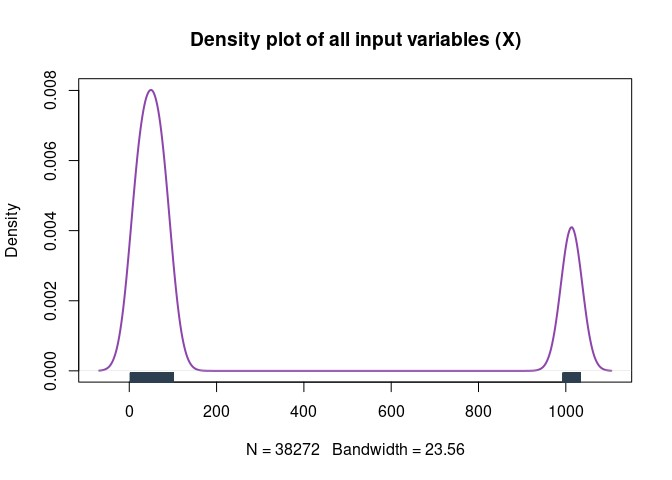 Density plot of all input variables (X)
Density
0.008
0.006
0.004
0.002
0.000
0 200 400 600 800 1000
N = 38272 Bandwidth = 23.56